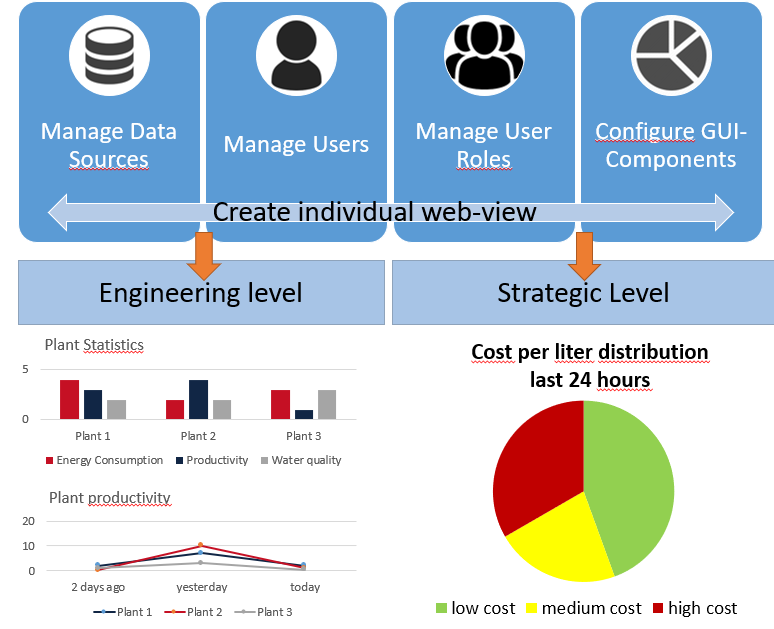 Manage Data
Sources
Manage Users
Manage User
Roles
Configure GUI-
Components
Create individual web-view
Engineering level
Strategic Level
Plant Statistics
5
0
Plant 1
Plant 2
Plant 3
Energy Consumption
Productivity
Water quality
Plant productivity
20
10
0
2 days ago
yesterday
today
Plant 1
Plant 2
Plant 3
Cost per liter distribution
last 24 hours
low cost
medium cost
high cost